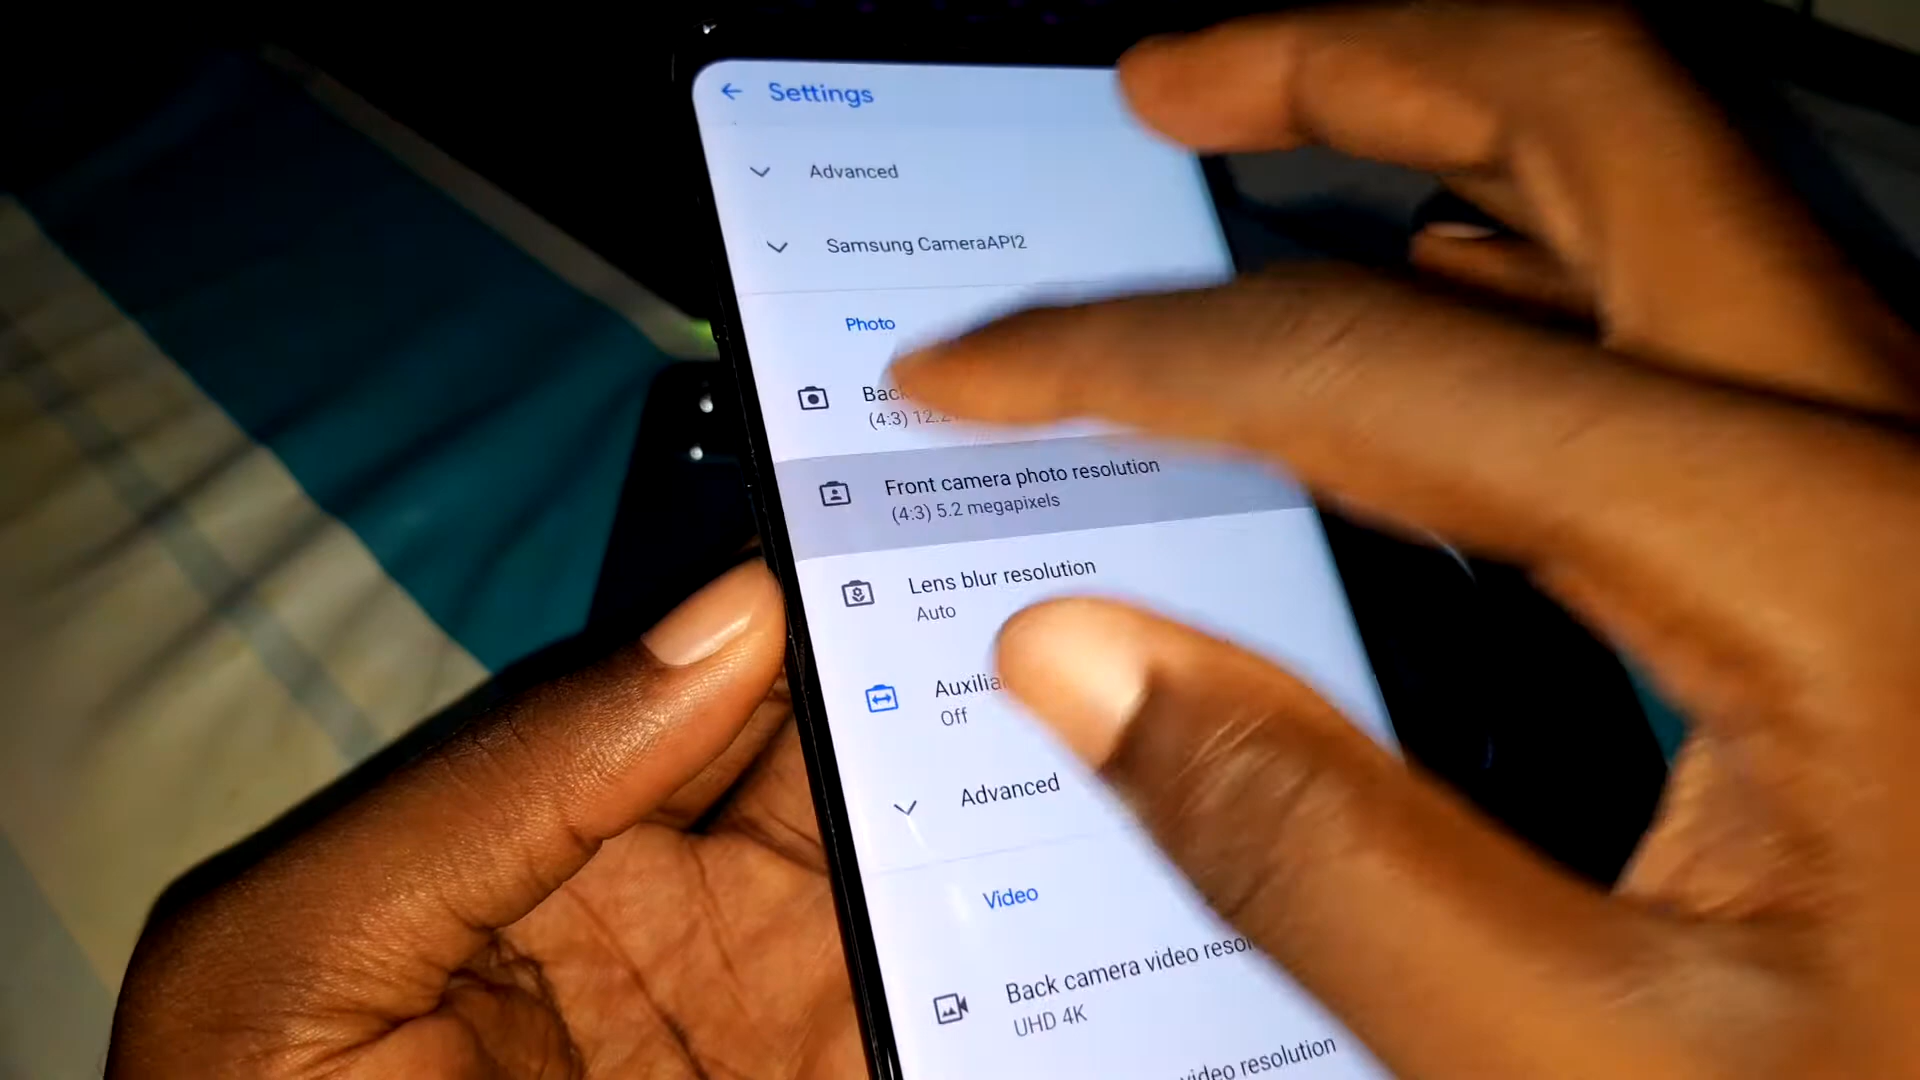 Settings
Advanced
Samsung CameraAPI2
Photo
(4:3)
Front camera photo resolution
(4:3) 5.2 megapixels
Lens blur resolution
Auto
Off
Advanced
Video
Back camera video
UHD 4K
video resolution